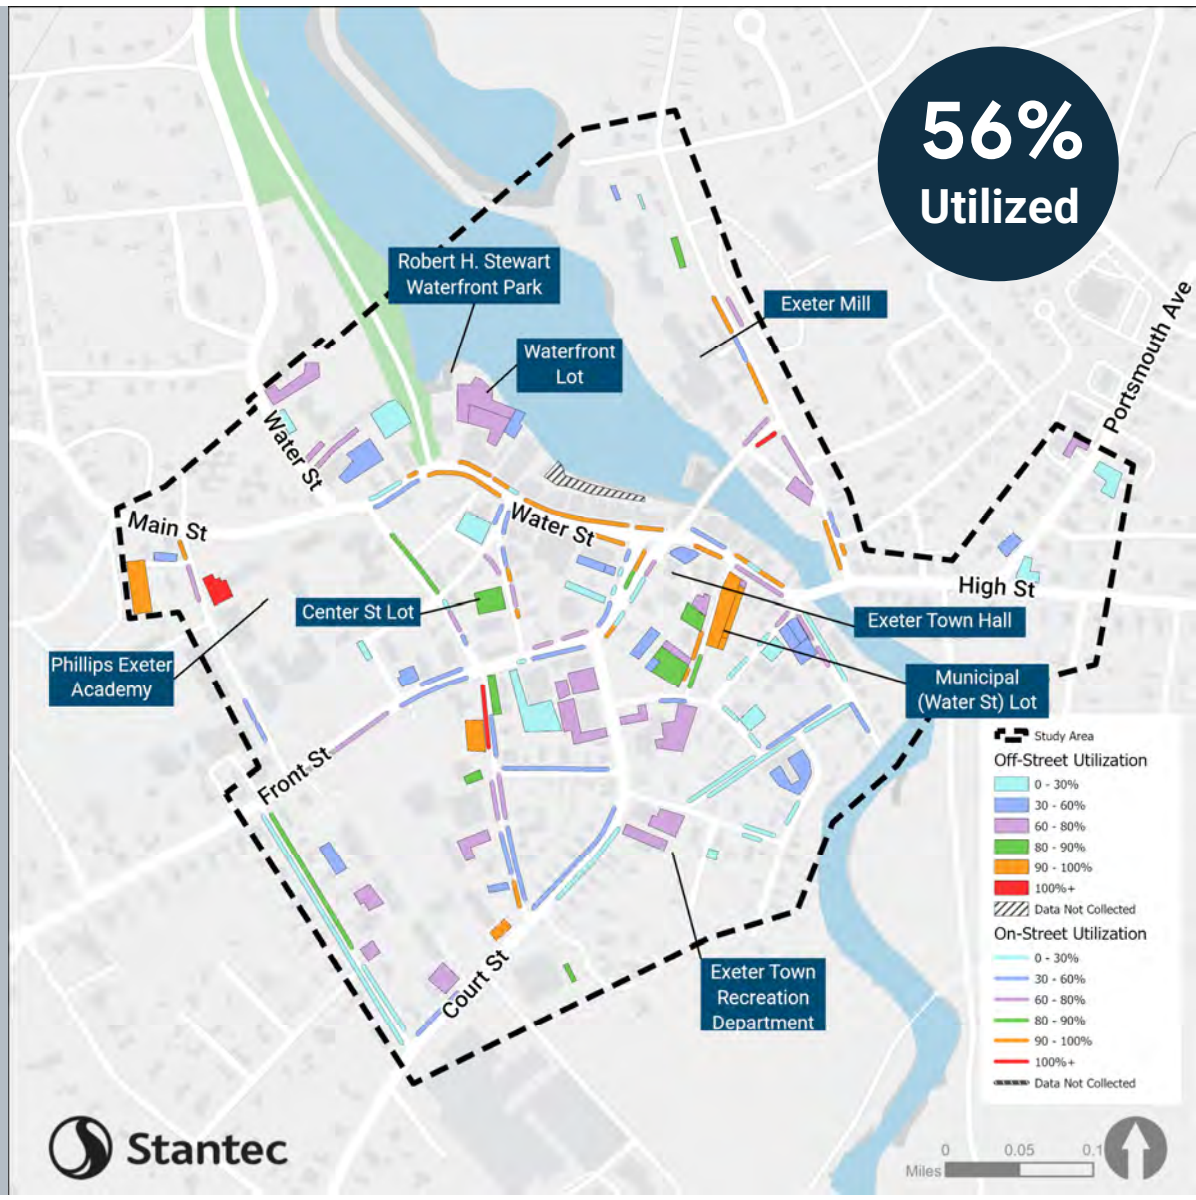 56%
Utilized
Robert H. Stewart
Waterfront Park
Exeter Mill
Waterfront
Lot
Portsmouth Ave
Water St
Main St
Water St
High St
Center St Lot
Exeter Town Hall
Phillips Exeter
Academy
Municipal
(Water St) Lot
Front St
Court St
Exeter Town
Recreation
Department
Study Area
Off-Street Utilization
0 - 30%
30 - 60%
60 - 80%
80 - 90%
90 - 100%
100%+
Data Not Collected
On-Street Utilization
0 - 30%
30 - 60%
60 - 80%
80 - 90%
90 - 100%
100%+
Data Not Collected
Stantec
0 0.05 0.1
Miles